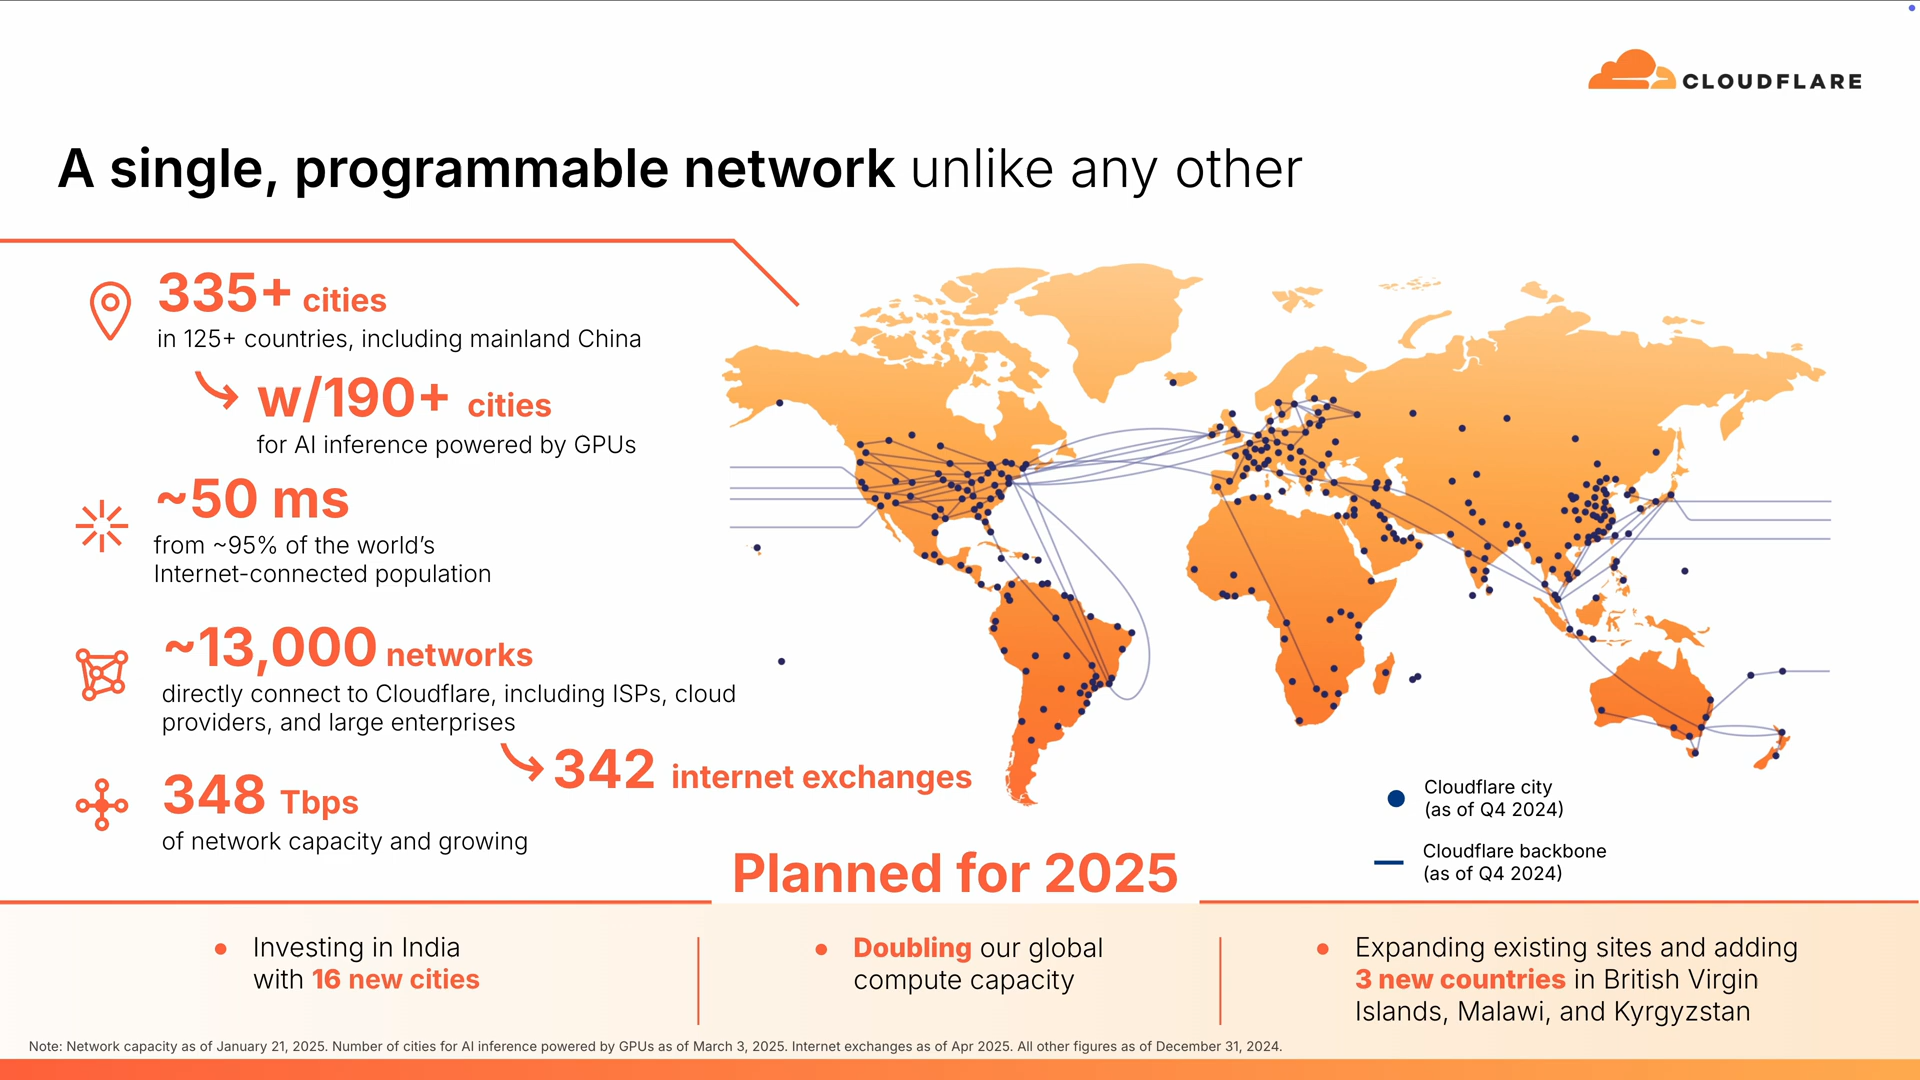 CLOUDFLARE
A single, programmable network unlike any other
335+ cities
in 125+ countries, including mainland China
w/190+ cities
for AI inference powered by GPUs
~50 ms
from ~95% of the world's
Internet-connected population
~13,000 networks
directly connect to Cloudflare, including ISPs, cloud
providers, and large enterprises
342 internet exchanges
348 Tbps
of network capacity and growing
Cloudflare city
(as of Q4 2024)
Cloudflare backbone
(as of Q4 2024)
Planned for 2025
Investing in India
with 16 new cities
Doubling our global
compute capacity
Expanding existing sites and adding
3 new countries in British Virgin
Islands, Malawi, and Kyrgyzstan
Note: Network capacity as of January 21, 2025. Number of cities for AI inference powered by GPUs as of March 3, 2025. Internet exchanges as of Apr 2025. All other figures as of December 31, 2024.